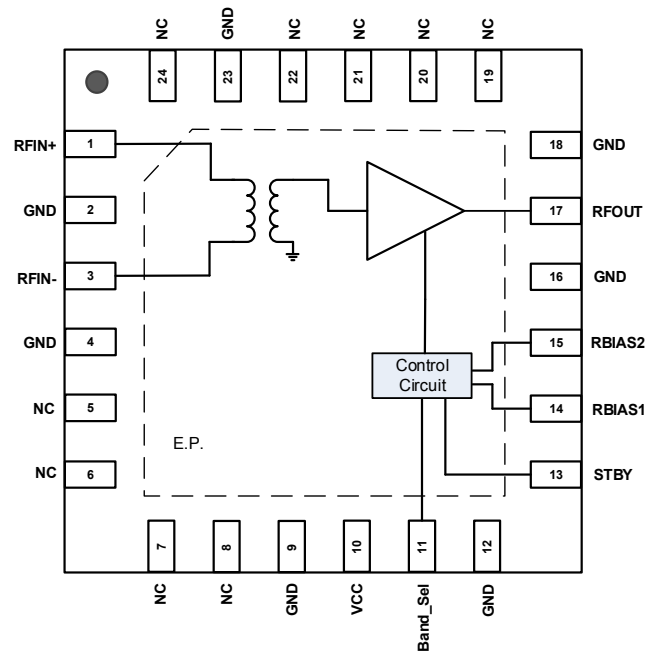 NC
GND
NC
NC
NC
NC
24
23
22
21
20
19
RFIN+
1
18
GND
GND
2
17
RFOUT
RFIN-
3
16
GND
GND
4
15
RBIAS2
Control
Circuit
NC
5
14
RBIAS1
E.P.
NC
6
13
STBY
7
8
9
10
11
12
NC
NC
GND
VCC
Band_Sel
GND